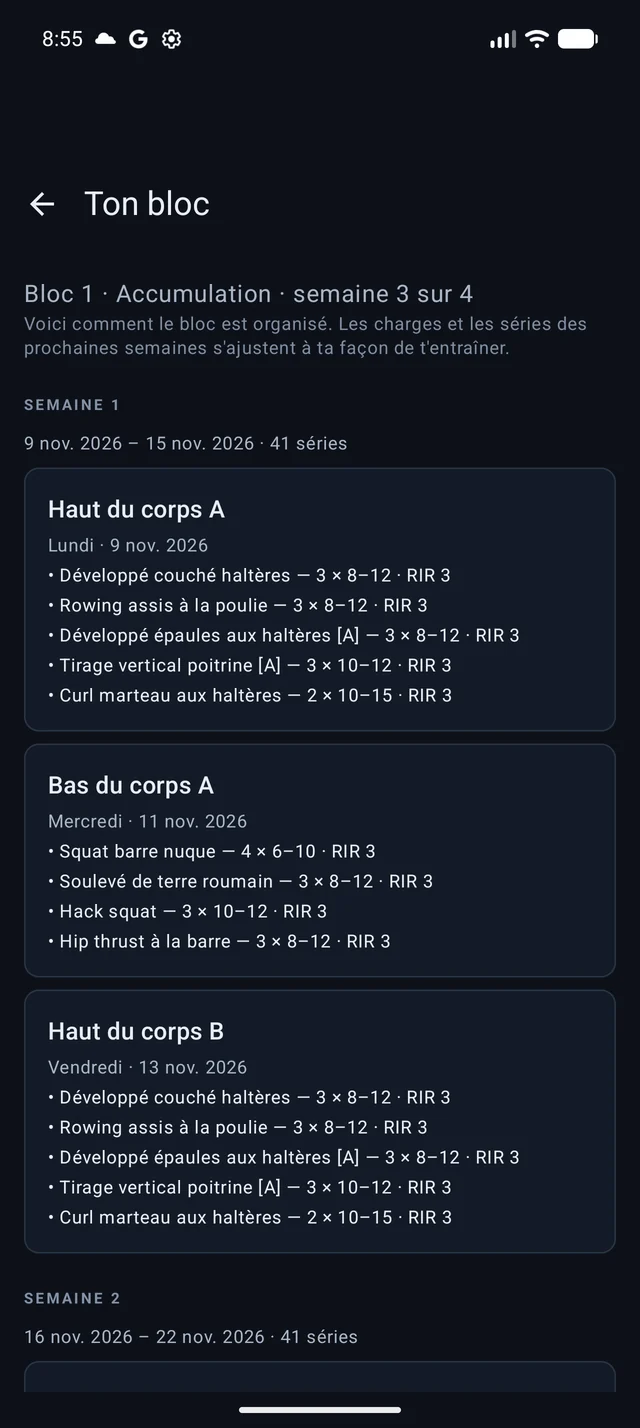 8:55
Ton bloc
Bloc 1 · Accumulation · semaine 3 sur 4
Voici comment le bloc est organisé. Les charges et les séries des
prochaines semaines s'ajustent à ta façon de t'entraîner.
SEMAINE 1
9 nov. 2026 – 15 nov. 2026 · 41 séries
Haut du corps A
Lundi · 9 nov. 2026
• Développé couché haltères — 3 × 8–12 · RIR 3
• Rowing assis à la poulie — 3 × 8–12 · RIR 3
• Développé épaules aux haltères [A] — 3 × 8–12 · RIR 3
• Tirage vertical poitrine [A] — 3 × 10–12 · RIR 3
• Curl marteau aux haltères — 2 × 10–15 · RIR 3
Bas du corps A
Mercredi · 11 nov. 2026
• Squat barre nuque — 4 × 6–10 · RIR 3
• Soulevé de terre roumain — 3 × 8–12 · RIR 3
• Hack squat — 3 × 10–12 · RIR 3
• Hip thrust à la barre — 3 × 8–12 · RIR 3
Haut du corps B
Vendredi · 13 nov. 2026
• Développé couché haltères — 3 × 8–12 · RIR 3
• Rowing assis à la poulie — 3 × 8–12 · RIR 3
• Développé épaules aux haltères [A] — 3 × 8–12 · RIR 3
• Tirage vertical poitrine [A] — 3 × 10–12 · RIR 3
• Curl marteau aux haltères — 2 × 10–15 · RIR 3
SEMAINE 2
16 nov. 2026 – 22 nov. 2026 · 41 séries